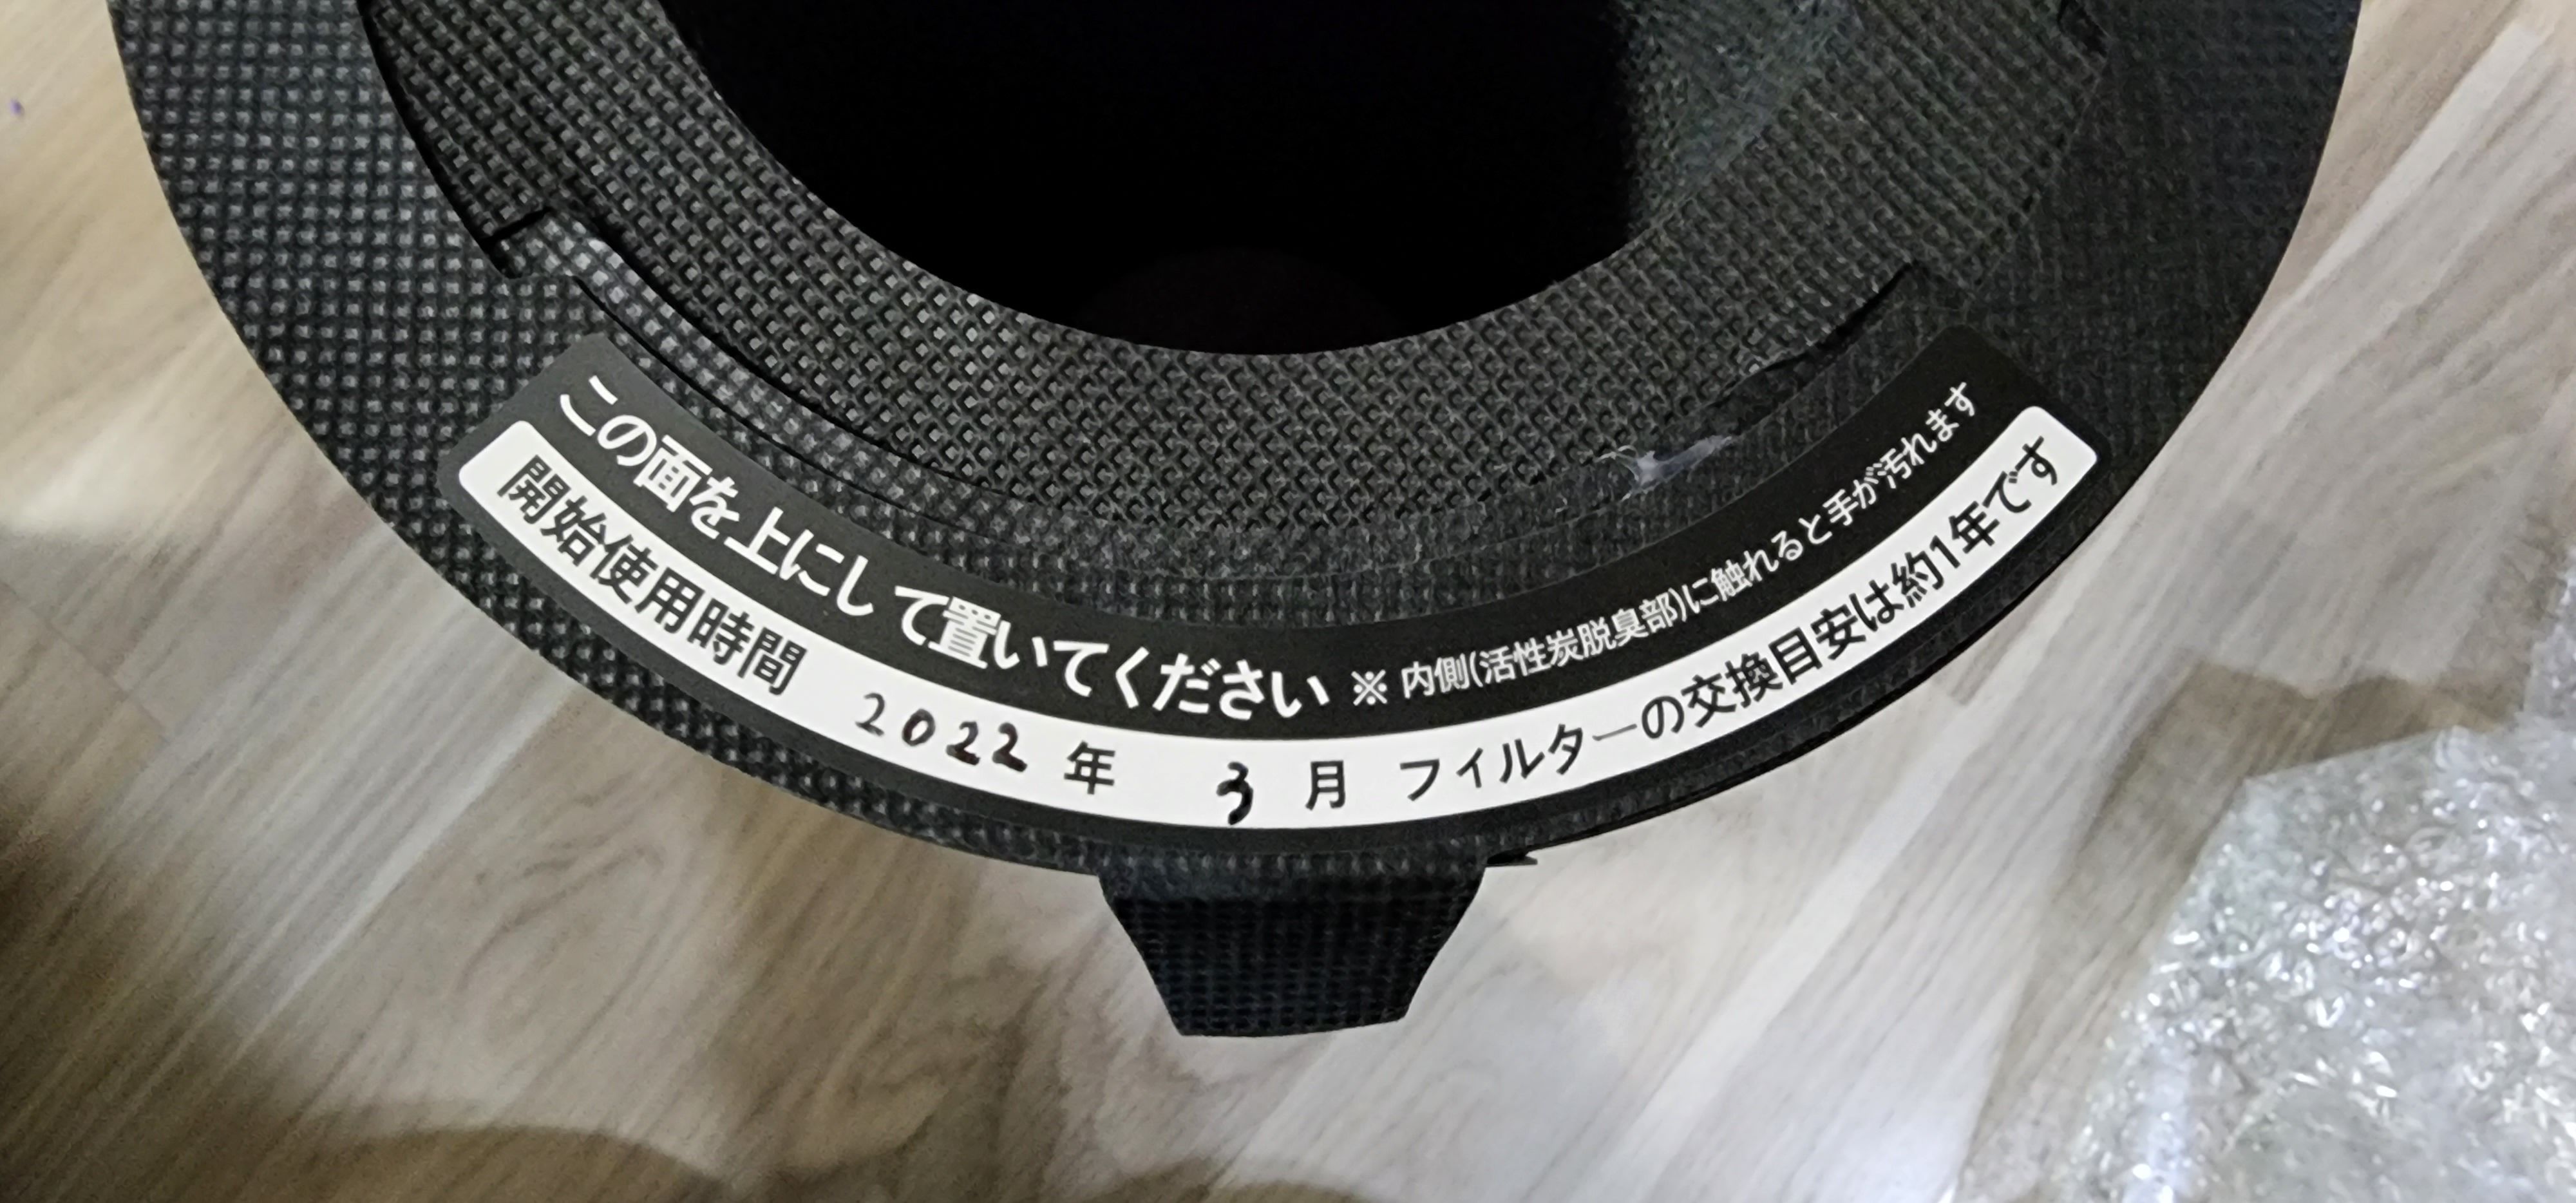 この面を上にして置いてください ※ 内側(活性炭脱臭部)に触れると手が汚れます
開始使用時間 2022 年 3 月 フィルターの交換目安は約1年です